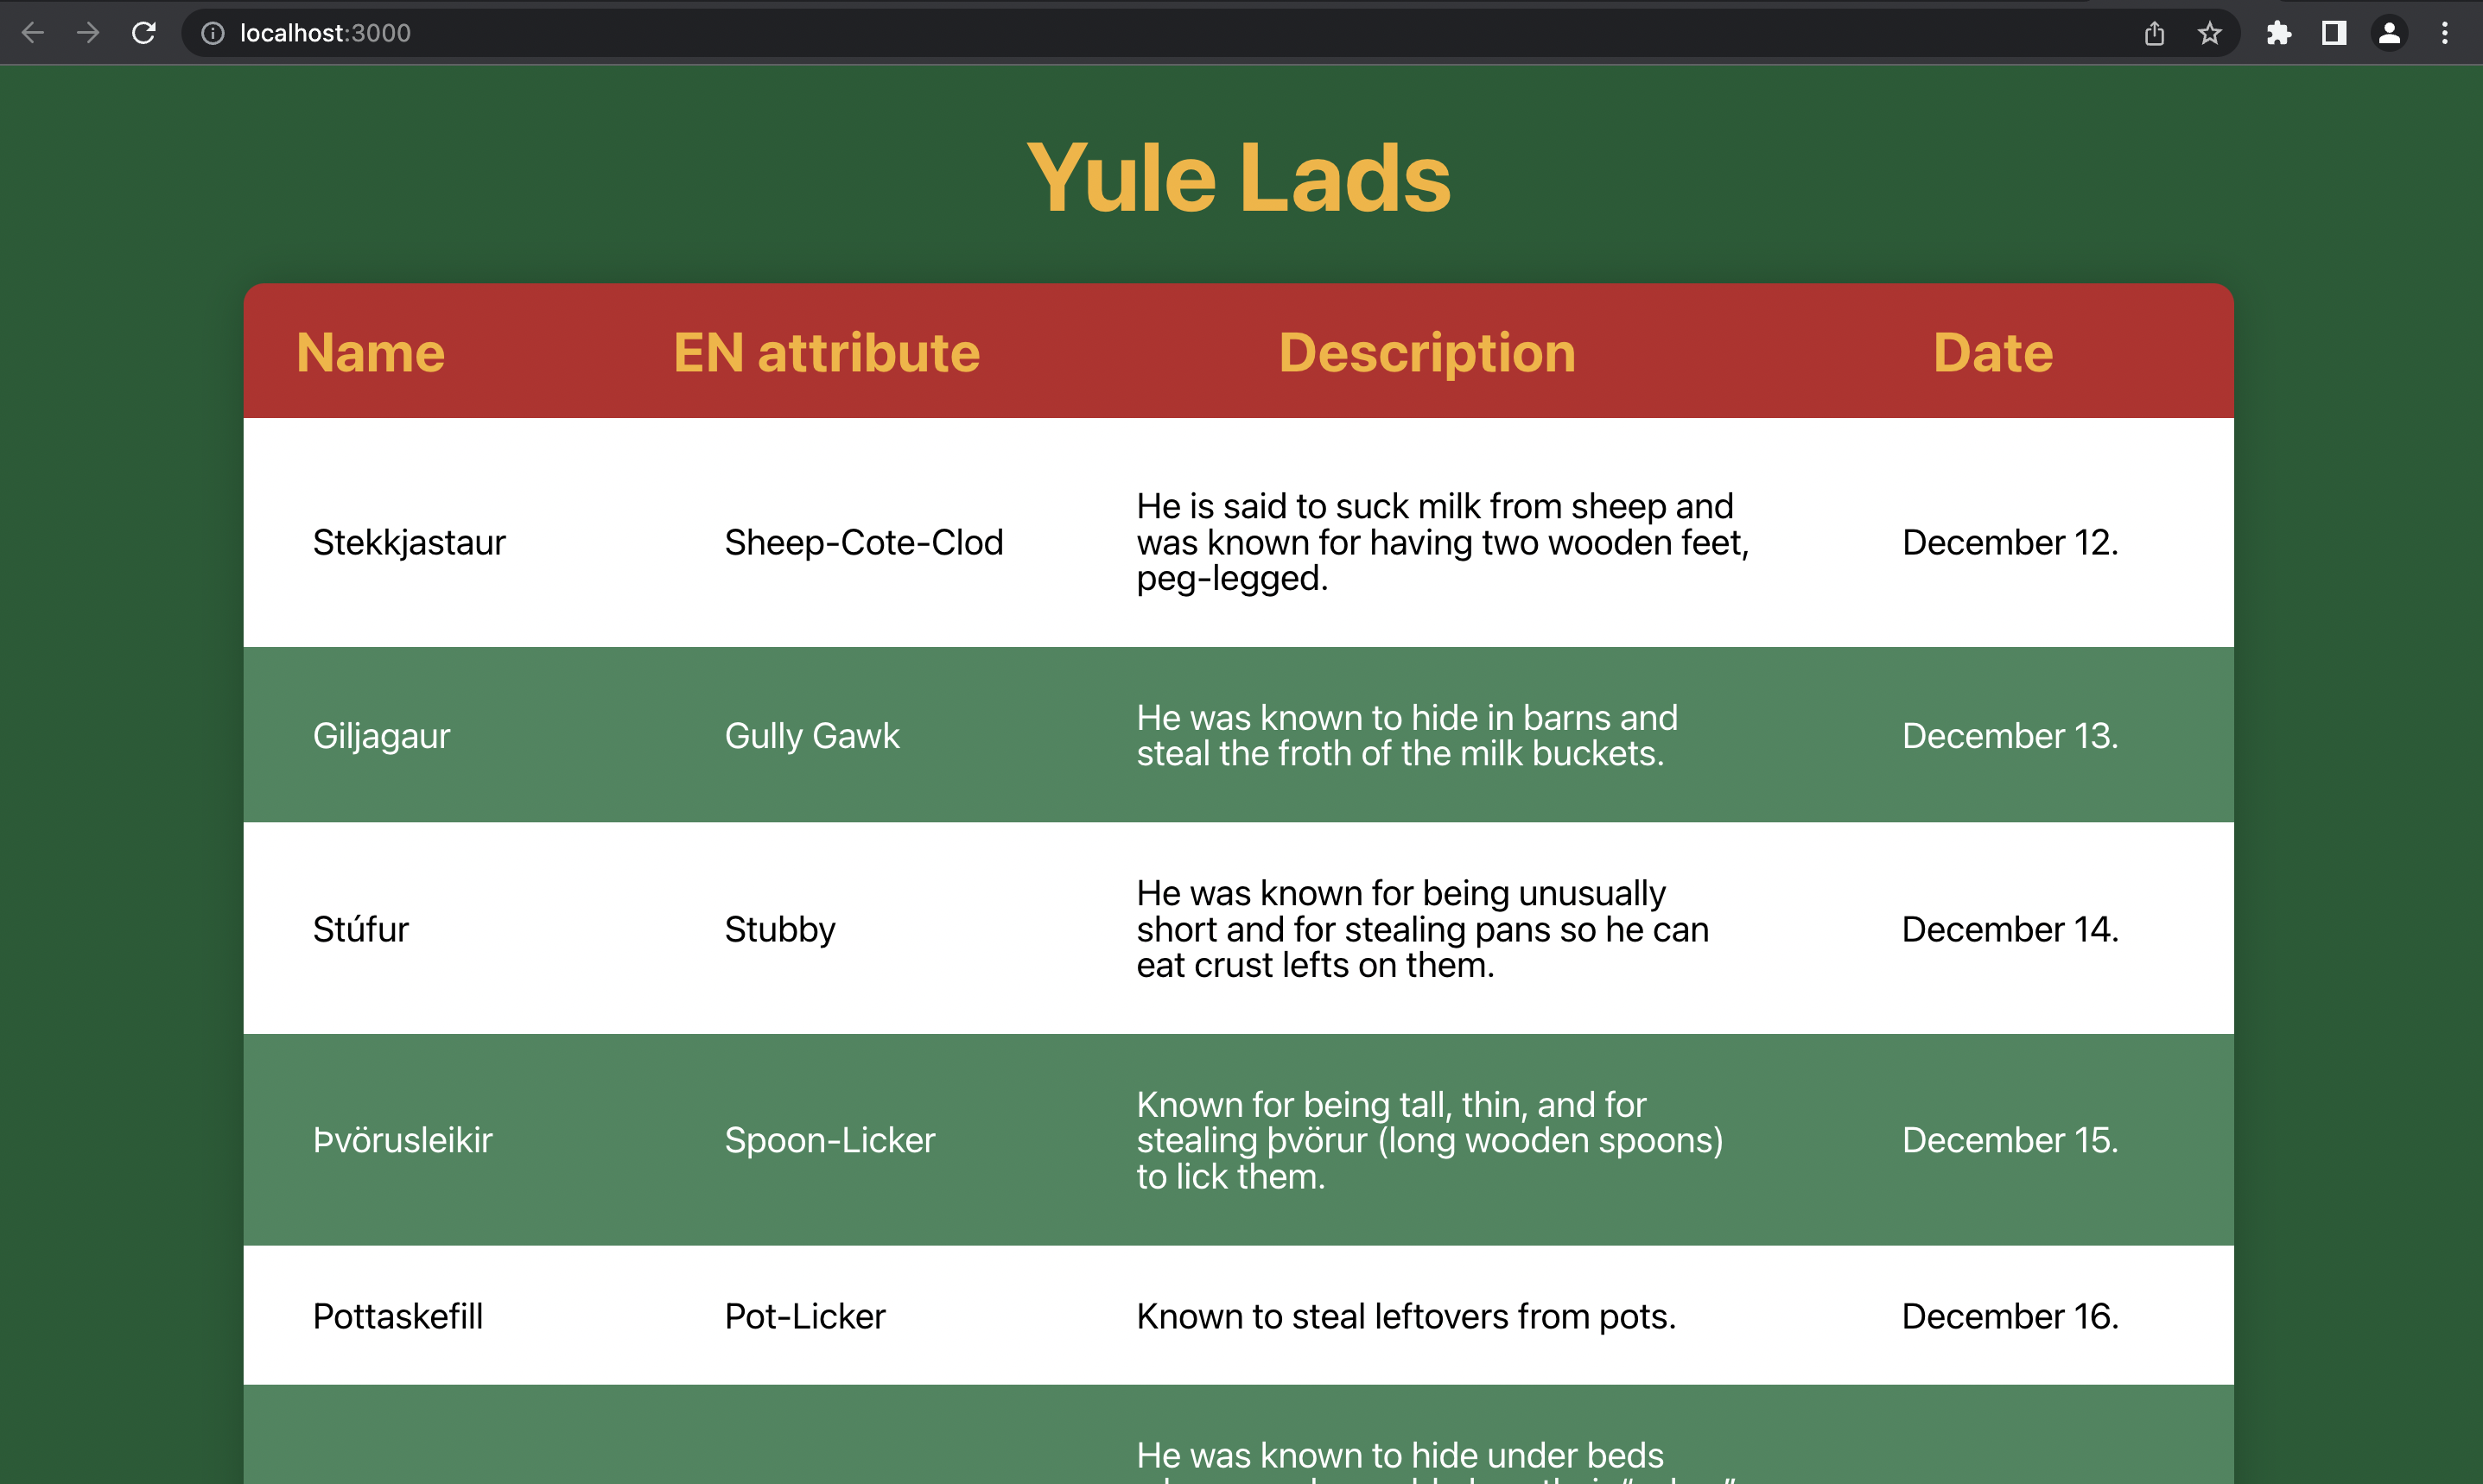 localhost:3000
Yule Lads
Name EN attribute Description Date
He is said to suck milk from sheep and
Stekkjastaur Sheep-Cote-Clod was known for having two wooden feet, December 12.
peg-legged.
He was known to hide in barns and
Giljagaur Gully Gawk December 13.
steal the froth of the milk buckets.
He was known for being unusually
Stúfur Stubby short and for stealing pans so he can December 14.
eat crust lefts on them.
Known for being tall, thin, and for
Þvörusleikir Spoon-Licker stealing þvörur (long wooden spoons) December 15.
to lick them.
Pottaskefill Pot-Licker Known to steal leftovers from pots. December 16.
He was known to hide under beds